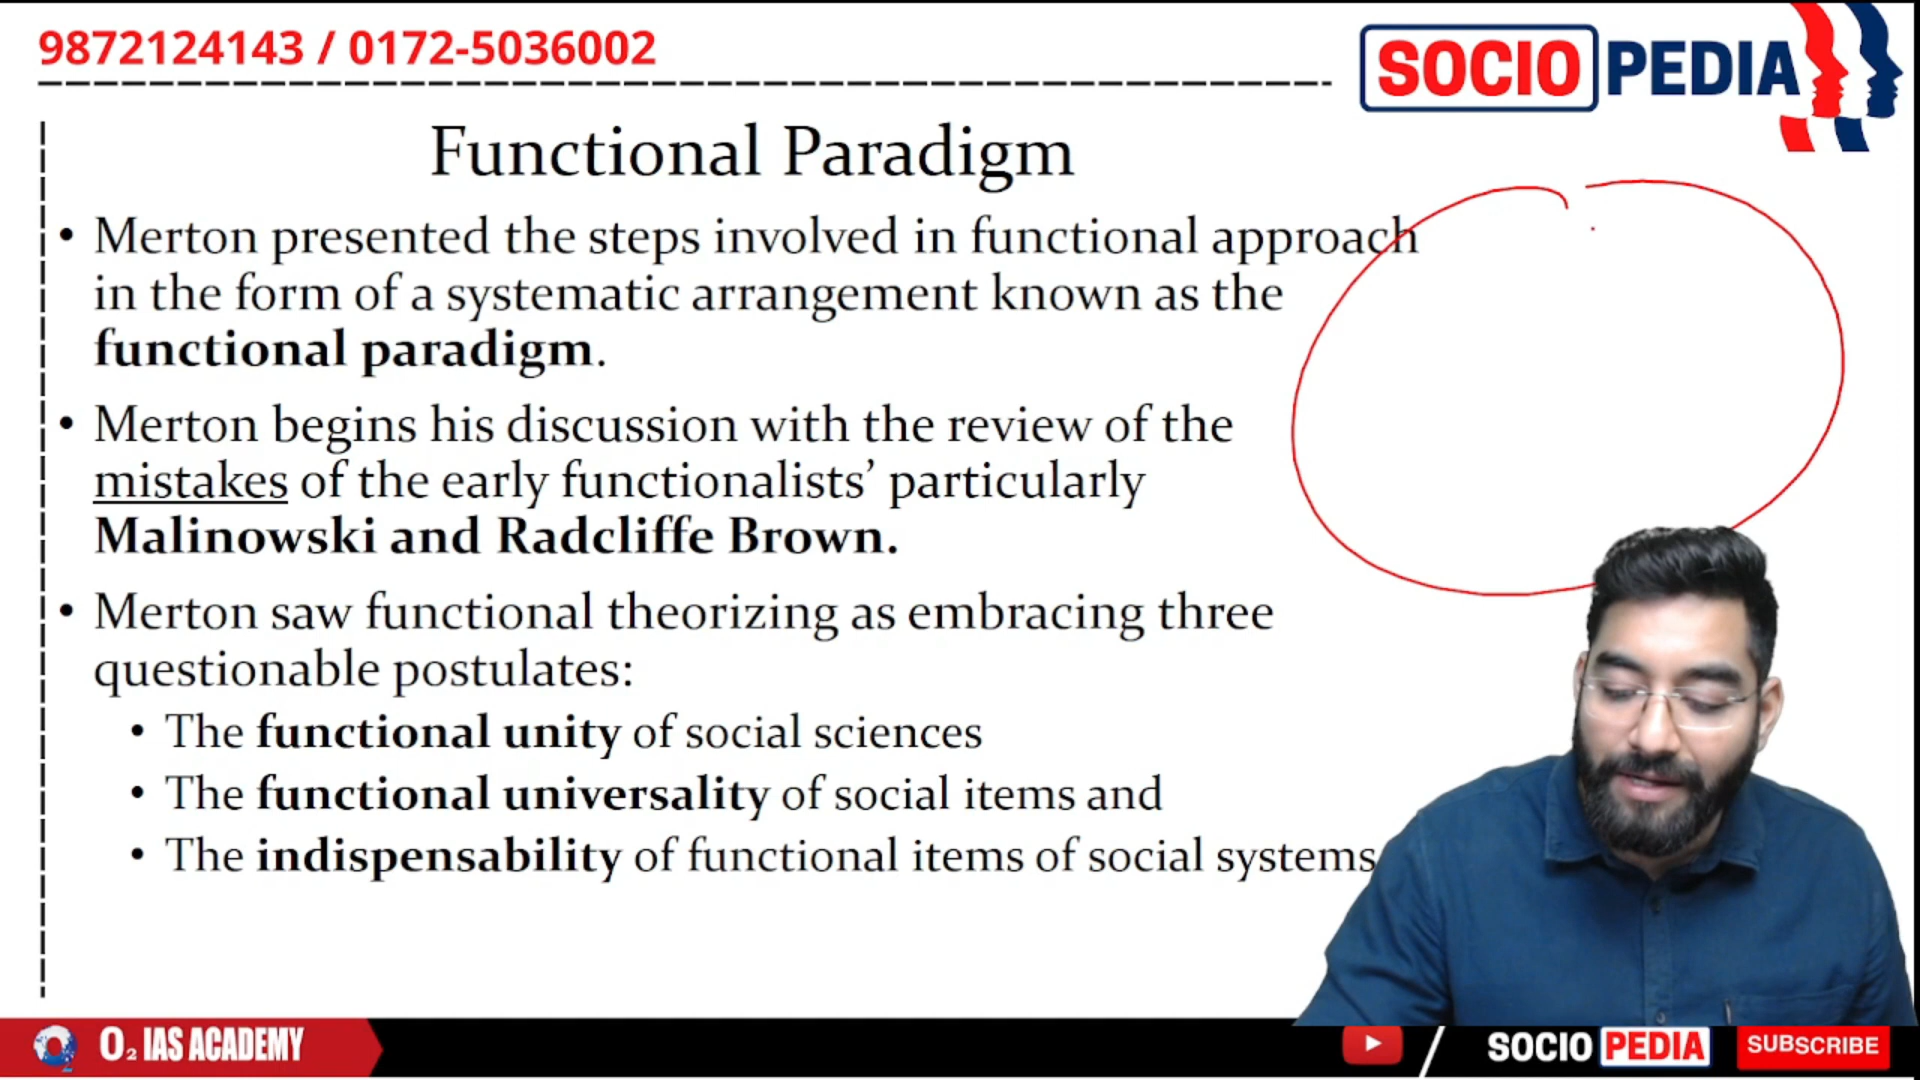 9872124143 / 0172-5036002
SOCIO PEDIA
Functional Paradigm
• Merton presented the steps involved in functional approach
in the form of a systematic arrangement known as the
functional paradigm.
• Merton begins his discussion with the review of the
mistakes of the early functionalists’ particularly
Malinowski and Radcliffe Brown.
• Merton saw functional theorizing as embracing three
questionable postulates:
• The functional unity of social sciences
• The functional universality of social items and
• The indispensability of functional items of social systems
O2 IAS ACADEMY
SOCIO PEDIA
SUBSCRIBE